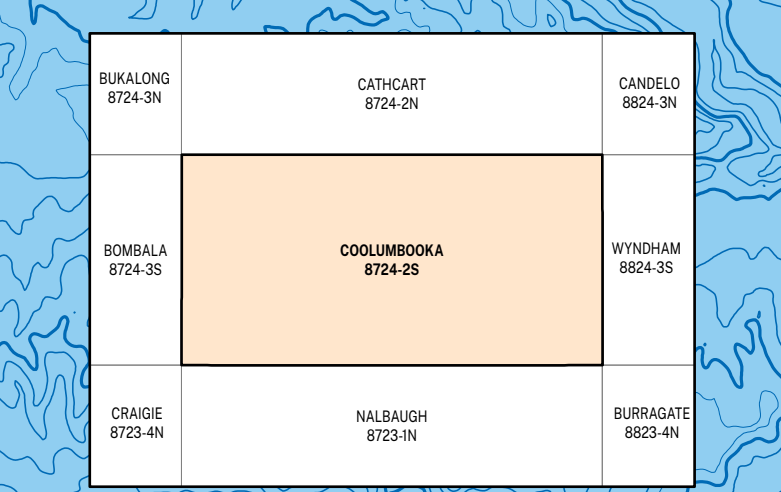 BUKALONG
8724-3N
CATHCART
8724-2N
CANDELO
8824-3N
BOMBALA
8724-3S
COOLUMBOOKA
8724-2S
WYNDHAM
8824-3S
CRAIGIE
8723-4N
NALBAUGH
8723-1N
BURRAGATE
8823-4N